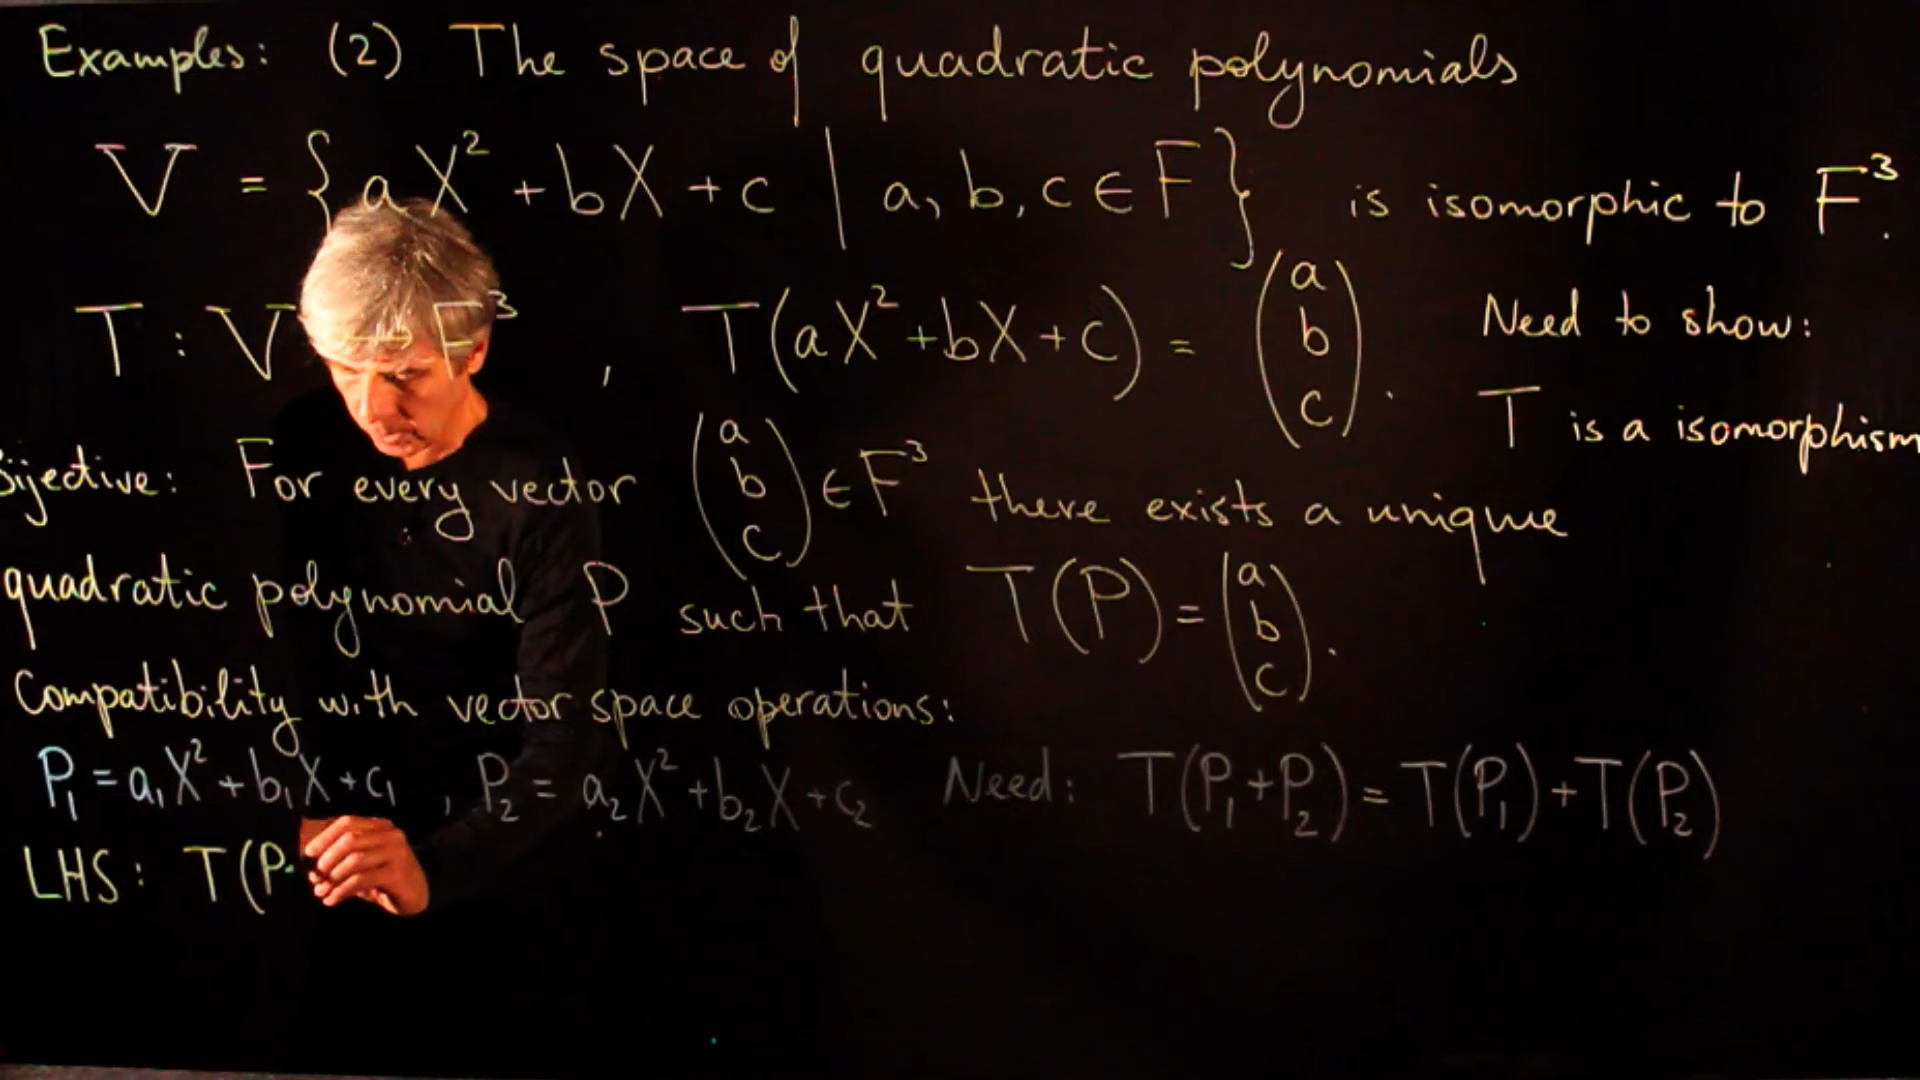 Examples: (2) The space of quadratic polynomials
V = { aX² + bX + c | a, b, c ∈ F } is isomorphic to F³.
T : V → F³ , T(aX² + bX + c) = (a b c). Need to show:
T is a isomorphism
Bijective: For every vector (a b c) ∈ F³ there exists a unique
quadratic polynomial P such that T(P) = (a b c).
Compatibility with vector space operations:
P₁ = a₁X² + b₁X + c₁ , P₂ = a₂X² + b₂X + c₂ Need: T(P₁+P₂) = T(P₁) + T(P₂)
LHS: T(P